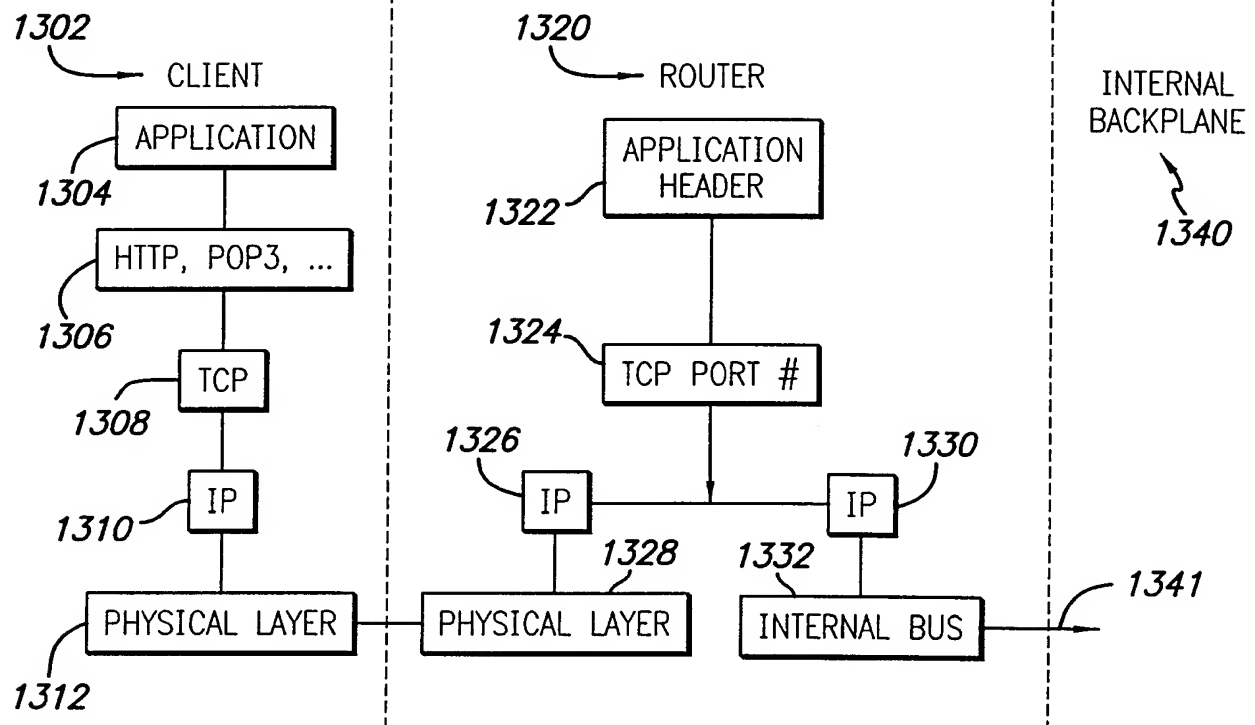 1302
CLIENT
APPLICATION
1304
HTTP, POP3, ...
1306
TCP
1308
IP
1310
PHYSICAL LAYER
1312
1320
ROUTER
APPLICATION
HEADER
1322
1324
TCP PORT #
1326
IP
1330
IP
1328
PHYSICAL LAYER
1332
INTERNAL BUS
1341
INTERNAL
BACKPLANE
1340